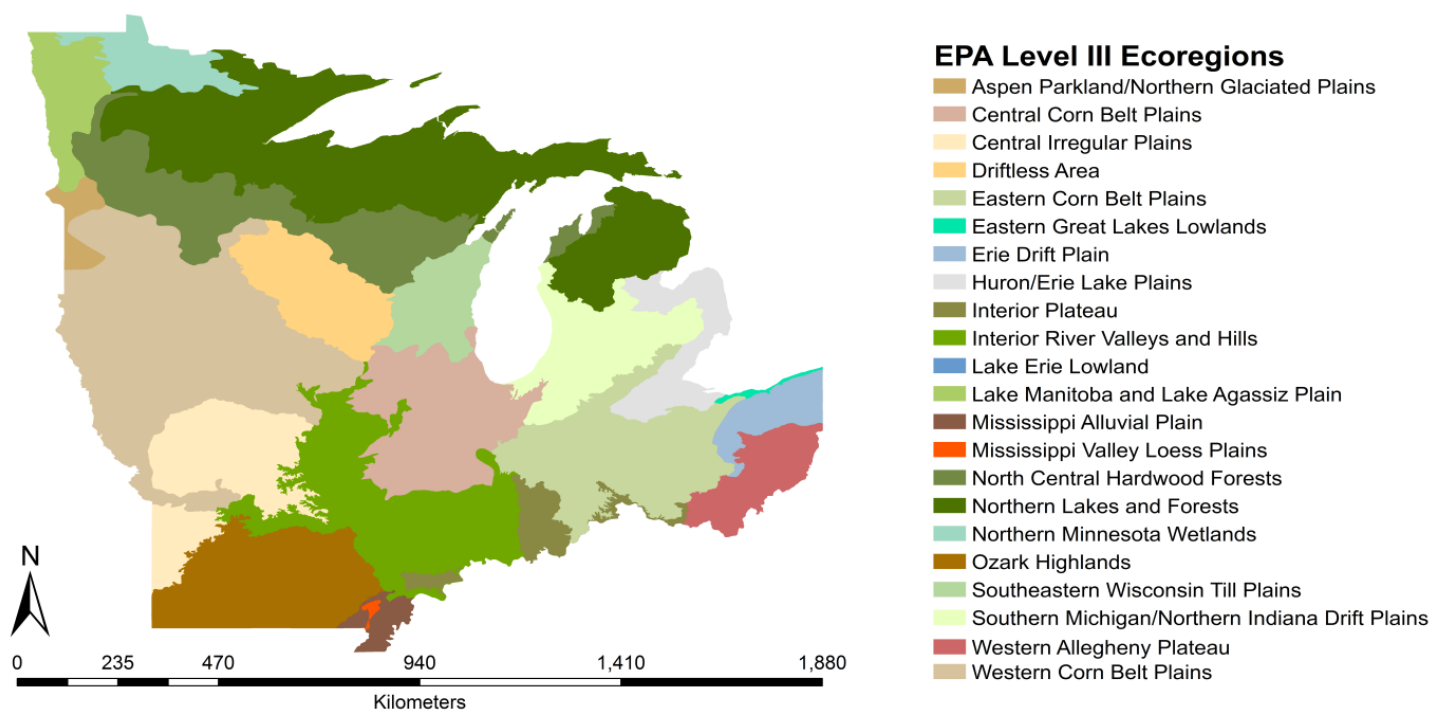 EPA Level III Ecoregions
Aspen Parkland/Northern Glaciated Plains
Central Corn Belt Plains
Central Irregular Plains
Driftless Area
Eastern Corn Belt Plains
Eastern Great Lakes Lowlands
Erie Drift Plain
Huron/Erie Lake Plains
Interior Plateau
Interior River Valleys and Hills
Lake Erie Lowland
Lake Manitoba and Lake Agassiz Plain
Mississippi Alluvial Plain
Mississippi Valley Loess Plains
North Central Hardwood Forests
Northern Lakes and Forests
Northern Minnesota Wetlands
Ozark Highlands
Southeastern Wisconsin Till Plains
Southern Michigan/Northern Indiana Drift Plains
Western Allegheny Plateau
Western Corn Belt Plains
N
0 235 470 940 1,410 1,880
Kilometers